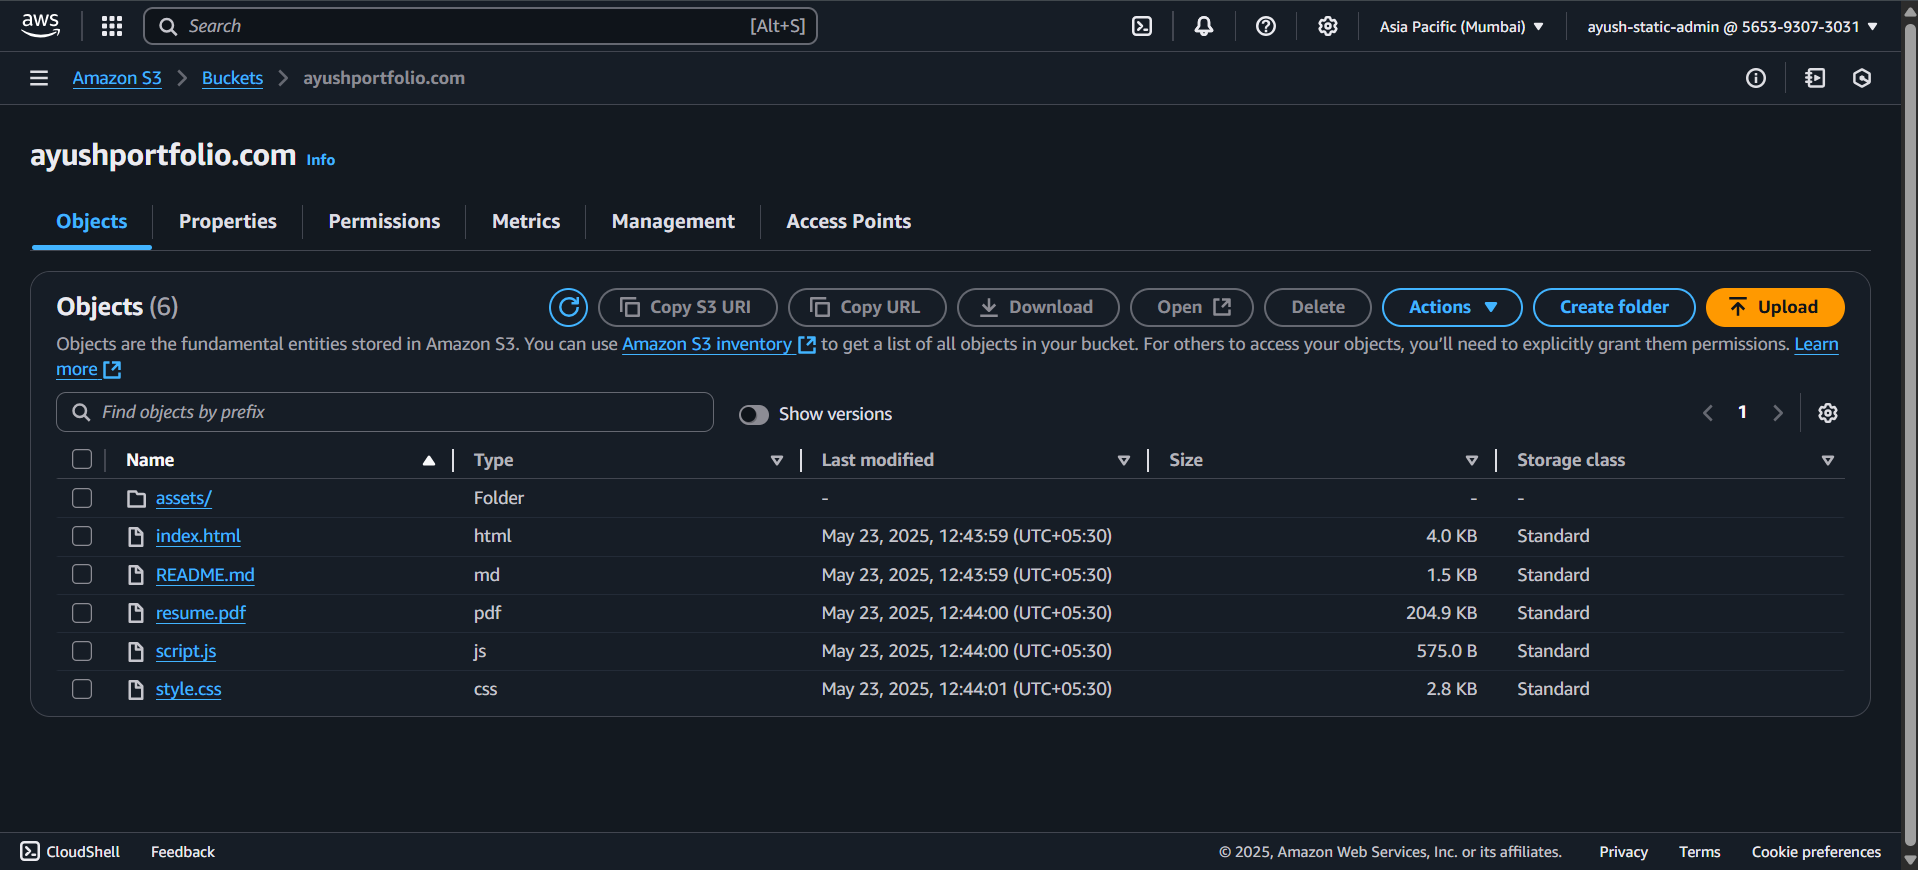 aws
Search [Alt+S]
Asia Pacific (Mumbai)
ayush-static-admin @ 5653-9307-3031
Amazon S3 Buckets ayushportfolio.com
ayushportfolio.com Info
Objects Properties Permissions Metrics Management Access Points
Objects (6) Copy S3 URI Copy URL Download Open Delete Actions Create folder Upload
Objects are the fundamental entities stored in Amazon S3. You can use Amazon S3 inventory to get a list of all objects in your bucket. For others to access your objects, you’ll need to explicitly grant them permissions. Learn
more
Find objects by prefix Show versions 1
Name Type Last modified Size Storage class
assets/ Folder - - -
index.html html May 23, 2025, 12:43:59 (UTC+05:30) 4.0 KB Standard
README.md md May 23, 2025, 12:43:59 (UTC+05:30) 1.5 KB Standard
resume.pdf pdf May 23, 2025, 12:44:00 (UTC+05:30) 204.9 KB Standard
script.js js May 23, 2025, 12:44:00 (UTC+05:30) 575.0 B Standard
style.css css May 23, 2025, 12:44:01 (UTC+05:30) 2.8 KB Standard
CloudShell Feedback © 2025, Amazon Web Services, Inc. or its affiliates. Privacy Terms Cookie preferences